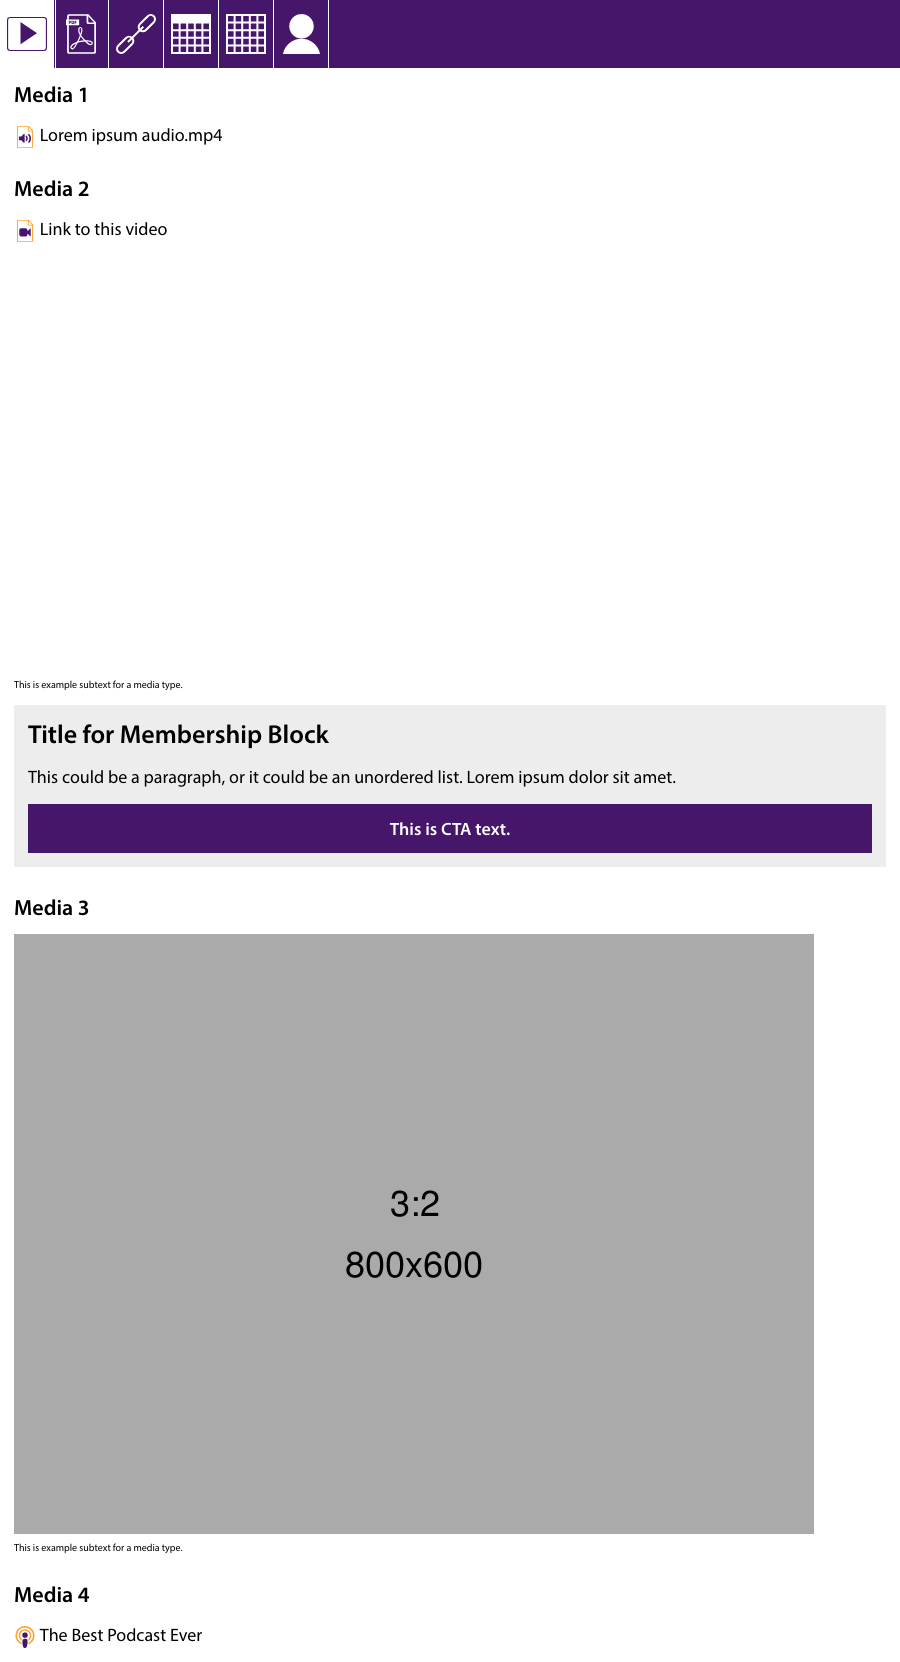 PDF
Media 1
Lorem ipsum audio.mp4
Media 2
Link to this video
This is example subtext for a media type.
Title for Membership Block
This could be a paragraph, or it could be an unordered list. Lorem ipsum dolor sit amet.
This is CTA text.
Media 3
3:2
800x600
This is example subtext for a media type.
Media 4
The Best Podcast Ever